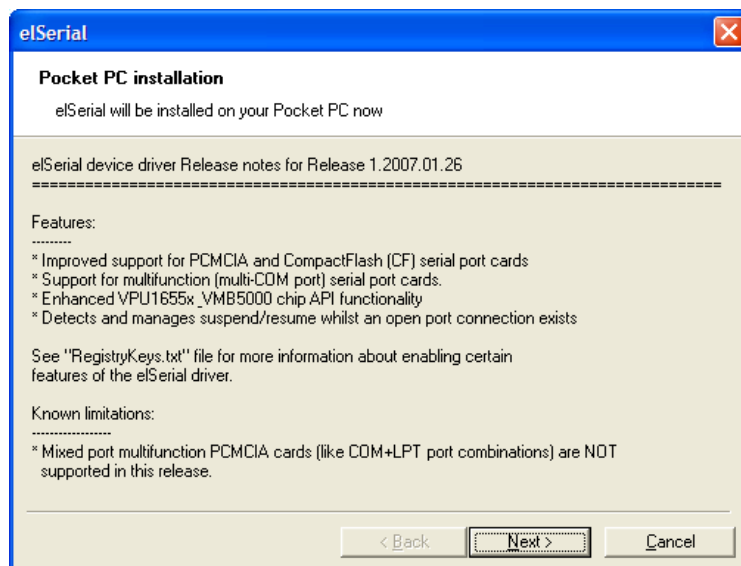 elSerial
Pocket PC installation
elSerial will be installed on your Pocket PC now
elSerial device driver Release notes for Release 1.2007.01.26
==============================================================================
Features:
---------
* Improved support for PCMCIA and CompactFlash (CF) serial port cards
* Support for multifunction (multi-COM port) serial port cards.
* Enhanced VPU1655x_VMB5000 chip API functionality
* Detects and manages suspend/resume whilst an open port connection exists
See "RegistryKeys.txt" file for more information about enabling certain
features of the elSerial driver.
Known limitations:
------------------
* Mixed port multifunction PCMCIA cards (like COM+LPT port combinations) are NOT
supported in this release.
< Back
Next >
Cancel